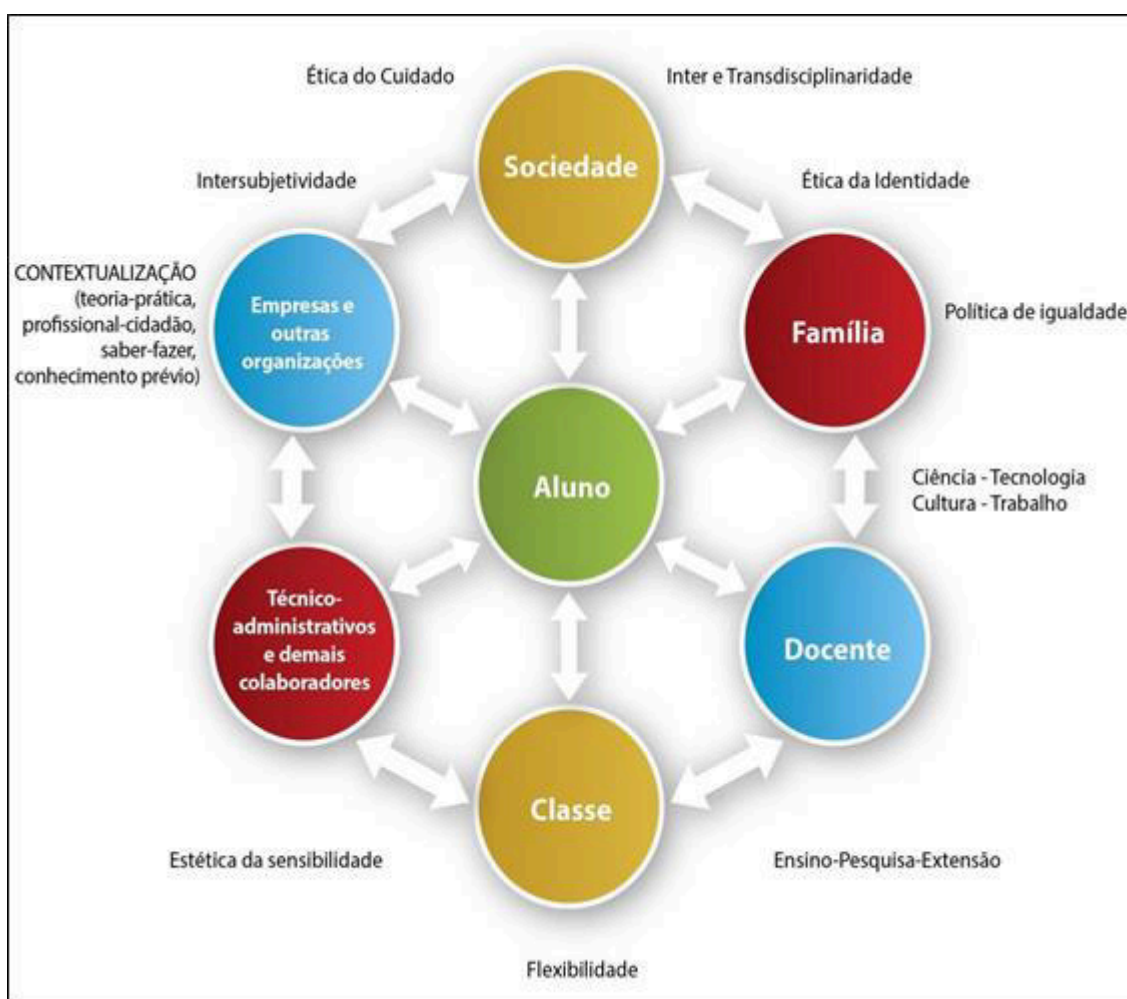 Ética do Cuidado
Inter e Transdisciplinaridade
Sociedade
Intersubjetividade
Ética da Identidade
CONTEXTUALIZAÇÃO
(teoria-prática,
profissional-cidadão,
saber-fazer,
conhecimento prévio)
Empresas e
outras
organizações
Família
Política de igualdade
Aluno
Ciência - Tecnologia
Cultura - Trabalho
Técnico-
administrativos
e demais
colaboradores
Docente
Classe
Estética da sensibilidade
Ensino-Pesquisa-Extensão
Flexibilidade